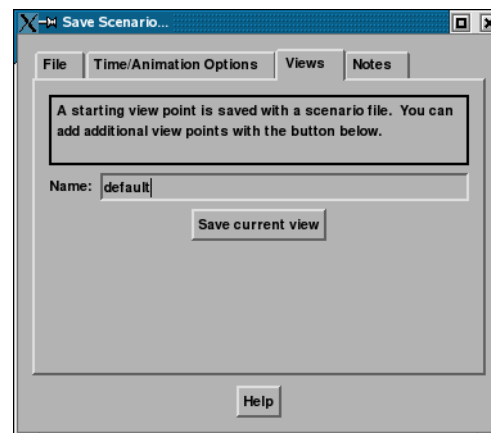 Save Scenario...
File Time/Animation Options Views Notes
A starting view point is saved with a scenario file. You can
add additional view points with the button below.
Name: default
Save current view
Help